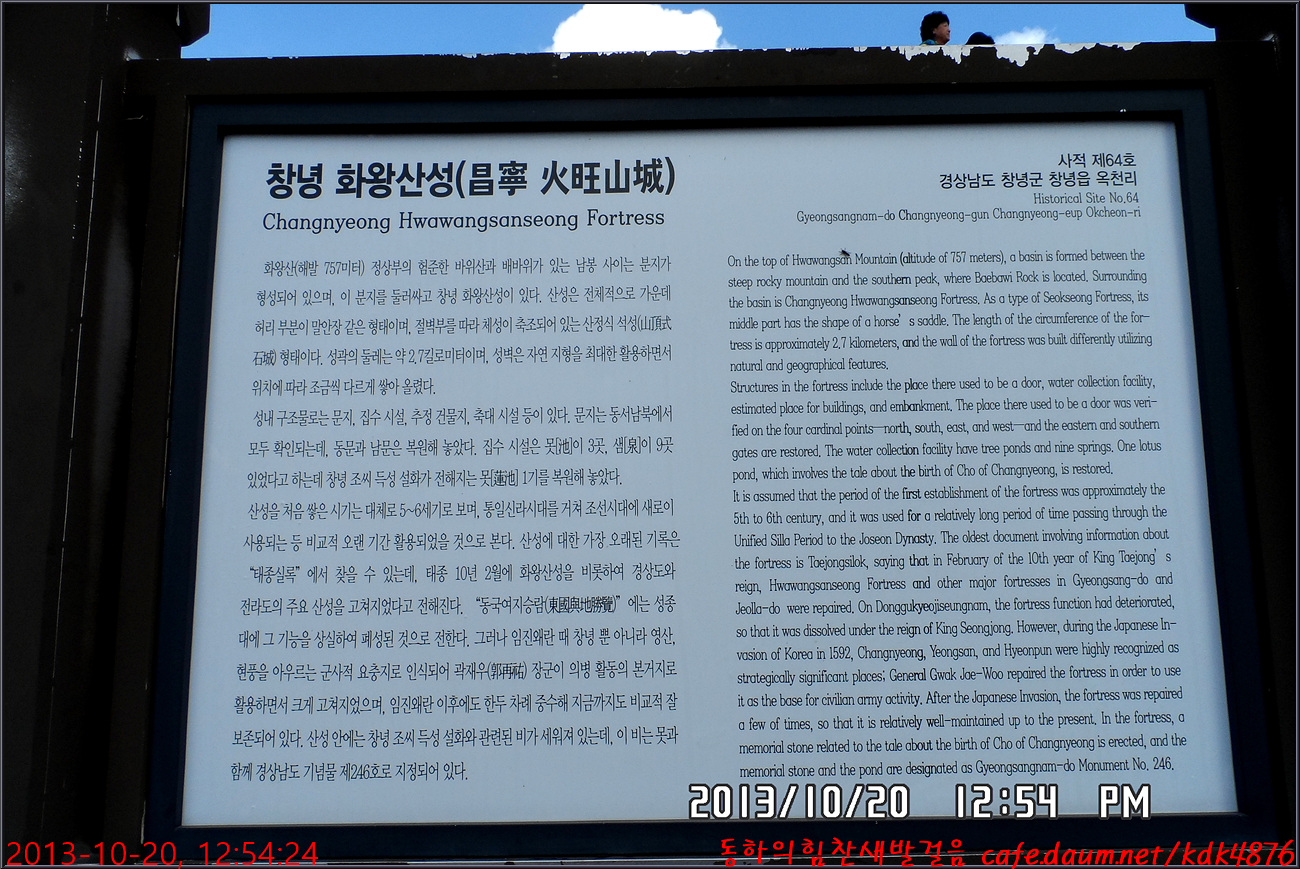 창녕 화왕산성(昌寧 火旺山城)
Changnyeong Hwawangsanseong Fortress
사적 제64호
경상남도 창녕군 창녕읍 옥천리
Historical Site No.64
Gyeongsangnam-do Changnyeong-gun Changnyeong-eup Okcheon-ri
화왕산(해발 757미터) 정상부의 험준한 바위산과 배바위가 있는 남봉 사이는 분지가
형성되어 있으며, 이 분지를 둘러싸고 창녕 화왕산성이 있다. 산성은 전체적으로 가운데
허리 부분이 말안장 같은 형태이며, 절벽부를 따라 체성이 축조되어 있는 산정식 석성(山頂式
石城) 형태이다. 성곽의 둘레는 약 2.7킬로미터이며, 성벽은 자연 지형을 최대한 활용하면서
위치에 따라 조금씩 다르게 쌓아 올렸다.
성내 구조물로는 문지, 집수 시설, 추정 건물지, 축대 시설 등이 있다. 문지는 동서남북에서
모두 확인되는데, 동문과 남문은 복원해 놓았다. 집수 시설은 못[池]이 3곳, 샘[泉]이 9곳
있었다고 하는데 창녕 조씨 득성 설화가 전해지는 못[蓮池] 1기를 복원해 놓았다.
산성을 처음 쌓은 시기는 대체로 5~6세기로 보며, 통일신라시대를 거쳐 조선시대에 새로이
사용되는 등 비교적 오랜 기간 활용되었을 것으로 본다. 산성에 대한 가장 오래된 기록은
“태종실록”에서 찾을 수 있는데, 태종 10년 2월에 화왕산성을 비롯하여 경상도와
전라도의 주요 산성을 고쳐지었다고 전해진다. “동국여지승람(東國輿地勝覽)”에는 성종
대에 그 기능을 상실하여 폐성된 것으로 전한다. 그러나 임진왜란 때 창녕 뿐 아니라 영산,
현풍을 아우르는 군사적 요충지로 인식되어 곽재우(郭再祐) 장군이 의병 활동의 본거지로
활용하면서 크게 고쳐지었으며, 임진왜란 이후에도 한두 차례 중수해 지금까지도 비교적 잘
보존되어 있다. 산성 안에는 창녕 조씨 득성 설화와 관련된 비가 세워져 있는데, 이 비는 못과
함께 경상남도 기념물 제246호로 지정되어 있다.
On the top of Hwawangsan Mountain (altitude of 757 meters), a basin is formed between the
steep rocky mountain and the southern peak, where Baebawi Rock is located. Surrounding
the basin is Changnyeong Hwawangsanseong Fortress. As a type of Seokseong Fortress, its
middle part has the shape of a horse's saddle. The length of the circumference of the for-
tress is approximately 2.7 kilometers, and the wall of the fortress was built differently utilizing
natural and geographical features.
Structures in the fortress include the place there used to be a door, water collection facility,
estimated place for buildings, and embankment. The place there used to be a door was veri-
fied on the four cardinal points—north, south, east, and west—and the eastern and southern
gates are restored. The water collection facility have tree ponds and nine springs. One lotus
pond, which involves the tale about the birth of Cho of Changnyeong, is restored.
It is assumed that the period of the first establishment of the fortress was approximately the
5th to 6th century, and it was used for a relatively long period of time passing through the
Unified Silla Period to the Joseon Dynasty. The oldest document involving information about
the fortress is Taejongsilok, saying that in February of the 10th year of King Taejong's
reign, Hwawangsanseong Fortress and other major fortresses in Gyeongsang-do and
Jeolla-do were repaired. On Donggukyeojiseungnam, the fortress function had deteriorated,
so that it was dissolved under the reign of King Seongjong. However, during the Japanese In-
vasion of Korea in 1592, Changnyeong, Yeongsan, and Hyeonpun were highly recognized as
strategically significant places; General Gwak Jae-Woo repaired the fortress in order to use
it as the base for civilian army activity. After the Japanese Invasion, the fortress was repaired
a few of times, so that it is relatively well-maintained up to the present. In the fortress, a
memorial stone related to the tale about the birth of Cho of Changnyeong is erected, and the
memorial stone and the pond are designated as Gyeongsangnam-do Monument No. 246.
2013/10/20 12:54 PM
2013-10-20, 12:54:24
동학의힘찬새발걸음 cafe.daum.net/kdk4876